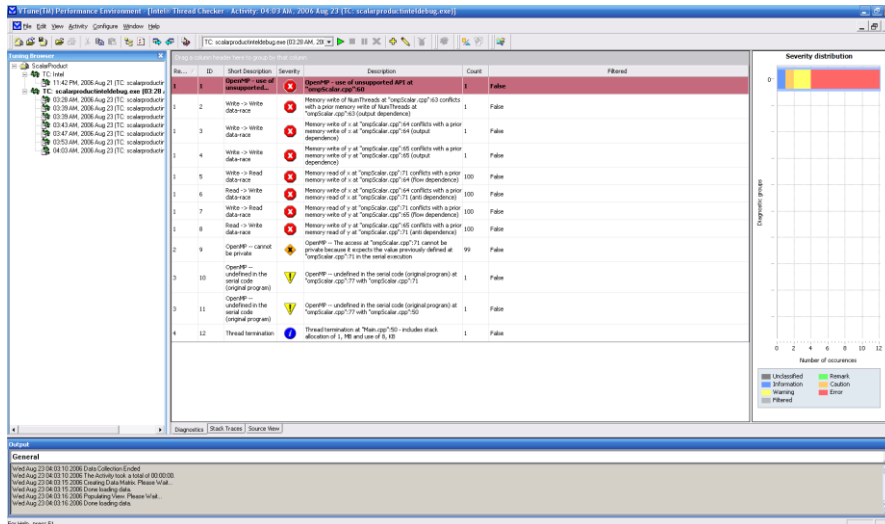 VTune(TM) Performance Environment - [Intel® Thread Checker - Activity: 04:03 AM, 2006 Aug 23 (TC: scalarproductinteldebug.exe)]
File Edit View Activity Configure Window Help
TC: scalarproductinteldebug.exe (03:28 AM, 20
Tuning Browser
ScalarProduct
TC: Intel
11:42 PM, 2006 Aug 21 (TC: scalarproductir
TC: scalarproductinteldebug.exe (03:28
03:28 AM, 2006 Aug 23 (TC: scalarproductir
03:39 AM, 2006 Aug 23 (TC: scalarproductir
03:39 AM, 2006 Aug 23 (TC: scalarproductir
03:43 AM, 2006 Aug 23 (TC: scalarproductir
03:47 AM, 2006 Aug 23 (TC: scalarproductir
03:53 AM, 2006 Aug 23 (TC: scalarproductir
04:03 AM, 2006 Aug 23 (TC: scalarproductir
Drag a column header here to group by that column
Re... ID Short Description Severity Description Count Filtered
1 1 OpenMP - use of unsupported... OpenMP - use of unsupported API at "ompScalar.cpp":60 1 False
1 2 Write -> Write data-race Memory write of NumThreads at "ompScalar.cpp":63 conflicts with a prior memory write of NumThreads at "ompScalar.cpp":63 (output dependence) 1 False
1 3 Write -> Write data-race Memory write of x at "ompScalar.cpp":64 conflicts with a prior memory write of x at "ompScalar.cpp":64 (output dependence) 1 False
1 4 Write -> Write data-race Memory write of y at "ompScalar.cpp":65 conflicts with a prior memory write of y at "ompScalar.cpp":65 (output dependence) 1 False
1 5 Write -> Read data-race Memory read of x at "ompScalar.cpp":71 conflicts with a prior memory write of x at "ompScalar.cpp":64 (flow dependence) 100 False
1 6 Read -> Write data-race Memory write of x at "ompScalar.cpp":64 conflicts with a prior memory read of x at "ompScalar.cpp":71 (anti dependence) 100 False
1 7 Write -> Read data-race Memory read of y at "ompScalar.cpp":71 conflicts with a prior memory write of y at "ompScalar.cpp":65 (flow dependence) 100 False
1 8 Read -> Write data-race Memory write of y at "ompScalar.cpp":65 conflicts with a prior memory read of y at "ompScalar.cpp":71 (anti dependence) 100 False
2 9 OpenMP -- cannot be private OpenMP -- The access at "ompScalar.cpp":71 cannot be private because it expects the value previously defined at "ompScalar.cpp":71 in the serial execution 99 False
3 10 OpenMP -- undefined in the serial code (original program) OpenMP -- undefined in the serial code (original program) at "ompScalar.cpp":77 with "ompScalar.cpp":71 1 False
3 11 OpenMP -- undefined in the serial code (original program) OpenMP -- undefined in the serial code (original program) at "ompScalar.cpp":77 with "ompScalar.cpp":50 1 False
4 12 Thread termination Thread termination at "Main.cpp":50 - includes stack allocation of 1, MB and use of 8, KB 1 False
Diagnostics Stack Traces Source View
Severity distribution
0
Diagnostic groups
0 2 4 6 8 10 12
Number of occurences
Unclassified Remark
Information Caution
Warning Error
Filtered
Output
General
Wed Aug 23 04:03:10 2006 Data Collection Ended
Wed Aug 23 04:03:10 2006 The Activity took a total of 00:00:08.
Wed Aug 23 04:03:15 2006 Creating Data Matrix. Please Wait...
Wed Aug 23 04:03:15 2006 Done loading data.
Wed Aug 23 04:03:16 2006 Populating View. Please Wait...
Wed Aug 23 04:03:16 2006 Done loading data.
For Help, press F1